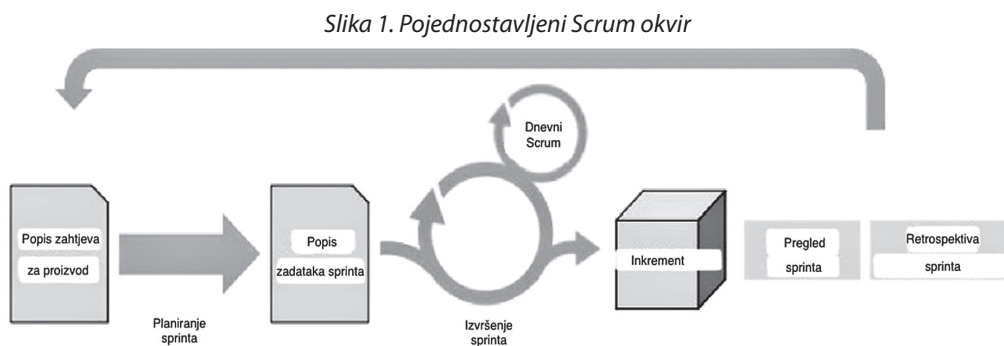 Slika 1. Pojednostavljeni Scrum okvir
Dnevni
Scrum
Popis zahtjeva
za proizvod
Popis
zadataka sprinta
Inkrement
Pregled
sprinta
Retrospektiva
sprinta
Planiranje
sprinta
Izvršenje
sprinta